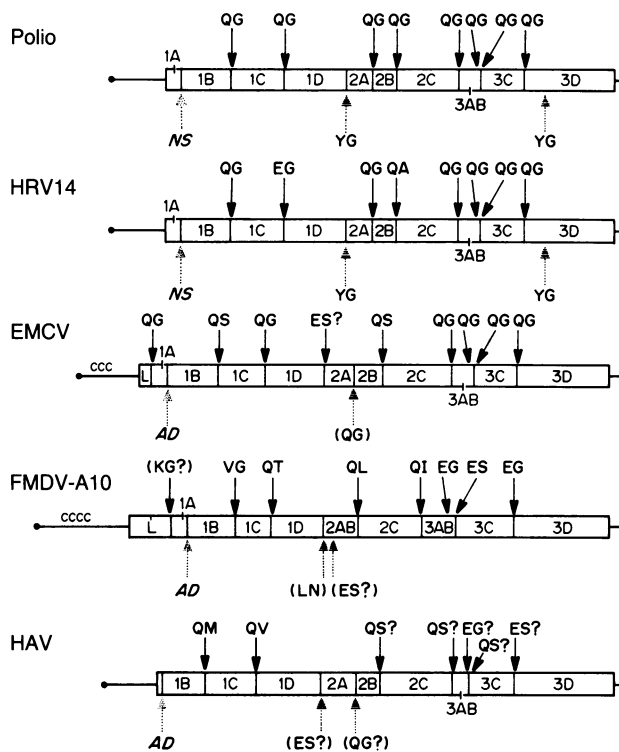 Polio
QG QG QG QG QG QG QG QG
1A
1B 1C 1D 2A 2B 2C 3C 3D
3AB
NS YG YG
HRV14
QG EG QG QA QG QG QG QG
1A
1B 1C 1D 2A 2B 2C 3C 3D
3AB
NS YG YG
EMCV
QG QS QG ES? QS QG QG QG QG
CCC
1A
L 1B 1C 1D 2A 2B 2C 3C 3D
3AB
AD (QG)
FMDV-A10
(KG?) VG QT QL QI EG ES EG
CCCC
1A
L 1B 1C 1D 2AB 2C 3AB 3C 3D
AD (LN) (ES?)
HAV
QM QV QS? QS? EG? ES?
QS?
1B 1C 1D 2A 2B 2C 3C 3D
3AB
AD (ES?) (QG?)